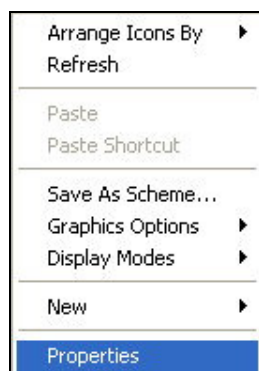 Arrange Icons By
Refresh
Paste
Paste Shortcut
Save As Scheme...
Graphics Options
Display Modes
New
Properties